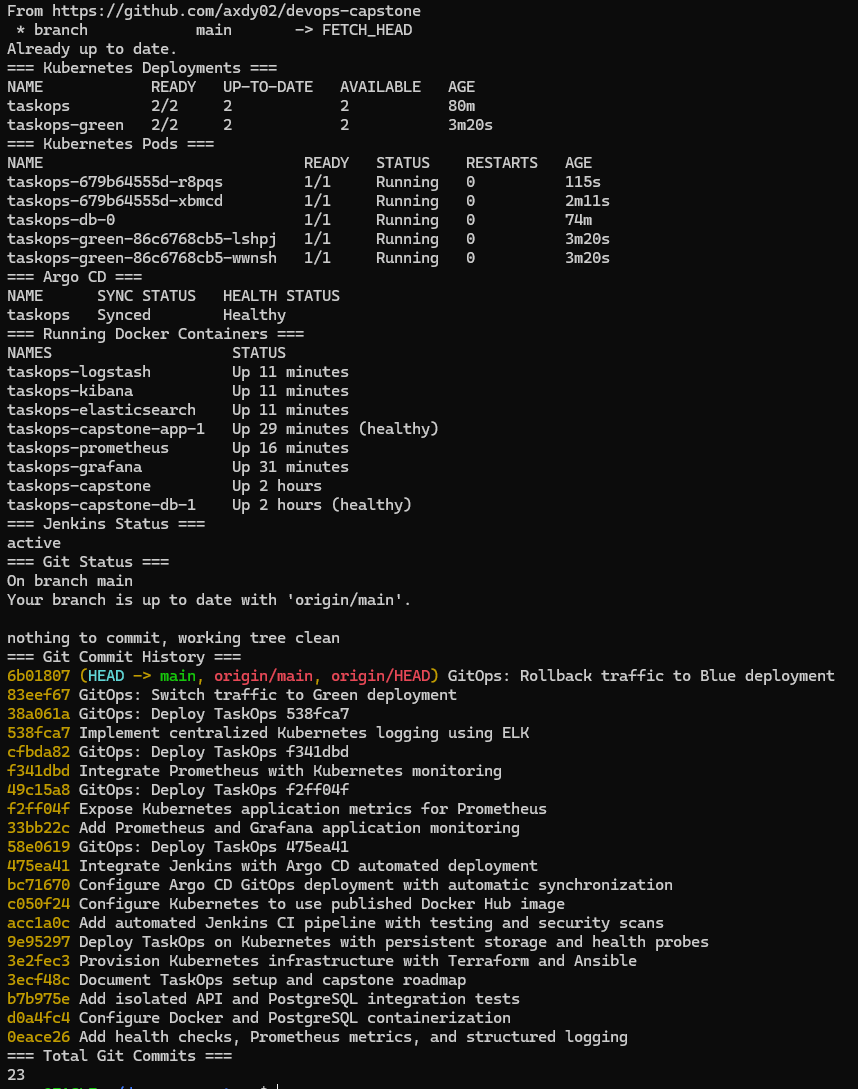 From https://github.com/axdy02/devops-capstone
 * branch            main       -> FETCH_HEAD
Already up to date.
=== Kubernetes Deployments ===
NAME            READY   UP-TO-DATE   AVAILABLE   AGE
taskops         2/2     2            2           80m
taskops-green   2/2     2            2           3m20s
=== Kubernetes Pods ===
NAME                             READY   STATUS    RESTARTS   AGE
taskops-679b64555d-r8pqs         1/1     Running   0          115s
taskops-679b64555d-xbmcd         1/1     Running   0          2m11s
taskops-db-0                     1/1     Running   0          74m
taskops-green-86c6768cb5-lshpj   1/1     Running   0          3m20s
taskops-green-86c6768cb5-wwnsh   1/1     Running   0          3m20s
=== Argo CD ===
NAME      SYNC STATUS   HEALTH STATUS
taskops   Synced        Healthy
=== Running Docker Containers ===
NAMES                    STATUS
taskops-logstash         Up 11 minutes
taskops-kibana           Up 11 minutes
taskops-elasticsearch    Up 11 minutes
taskops-capstone-app-1   Up 29 minutes (healthy)
taskops-prometheus       Up 16 minutes
taskops-grafana          Up 31 minutes
taskops-capstone         Up 2 hours
taskops-capstone-db-1    Up 2 hours (healthy)
=== Jenkins Status ===
active
=== Git Status ===
On branch main
Your branch is up to date with 'origin/main'.

nothing to commit, working tree clean
=== Git Commit History ===
6b01807 (HEAD -> main, origin/main, origin/HEAD) GitOps: Rollback traffic to Blue deployment
83eef67 GitOps: Switch traffic to Green deployment
38a061a GitOps: Deploy TaskOps 538fca7
538fca7 Implement centralized Kubernetes logging using ELK
cfbda82 GitOps: Deploy TaskOps f341dbd
f341dbd Integrate Prometheus with Kubernetes monitoring
49c15a8 GitOps: Deploy TaskOps f2ff04f
f2ff04f Expose Kubernetes application metrics for Prometheus
33bb22c Add Prometheus and Grafana application monitoring
58e0619 GitOps: Deploy TaskOps 475ea41
475ea41 Integrate Jenkins with Argo CD automated deployment
bc71670 Configure Argo CD GitOps deployment with automatic synchronization
c050f24 Configure Kubernetes to use published Docker Hub image
acc1a0c Add automated Jenkins CI pipeline with testing and security scans
9e95297 Deploy TaskOps on Kubernetes with persistent storage and health probes
3e2fec3 Provision Kubernetes infrastructure with Terraform and Ansible
3ecf48c Document TaskOps setup and capstone roadmap
b7b975e Add isolated API and PostgreSQL integration tests
d0a4fc4 Configure Docker and PostgreSQL containerization
0eace26 Add health checks, Prometheus metrics, and structured logging
=== Total Git Commits ===
23